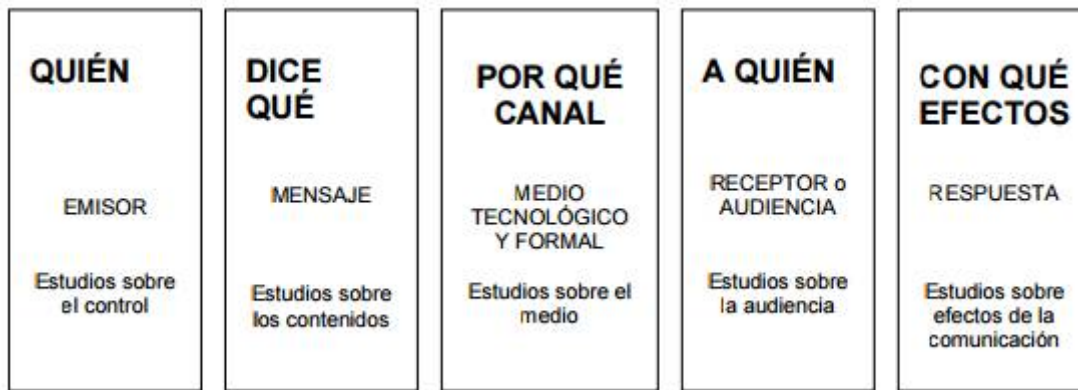 QUIÉN
EMISOR
Estudios sobre
el control
DICE
QUÉ
MENSAJE
Estudios sobre
los contenidos
POR QUÉ
CANAL
MEDIO
TECNOLÓGICO
Y FORMAL
Estudios sobre el
medio
A QUIÉN
RECEPTOR o
AUDIENCIA
Estudios sobre
la audiencia
CON QUÉ
EFECTOS
RESPUESTA
Estudios sobre
efectos de la
comunicación